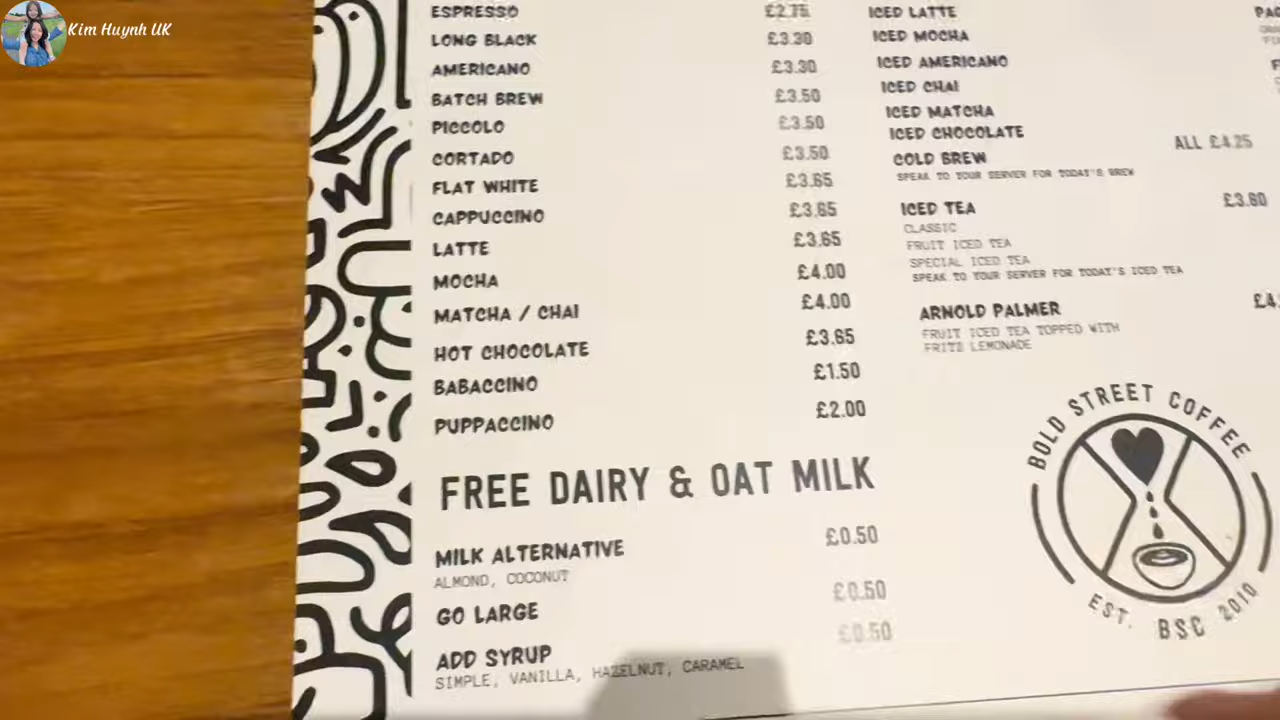 Kim Huynh UK
ESPRESSO £2.75
LONG BLACK £3.30
AMERICANO £3.30
BATCH BREW £3.50
PICCOLO £3.50
CORTADO £3.50
FLAT WHITE £3.65
CAPPUCCINO £3.65
LATTE £3.65
MOCHA £4.00
MATCHA / CHAI £4.00
HOT CHOCOLATE £3.65
BABACCINO £1.50
PUPPACCINO £2.00
FREE DAIRY & OAT MILK
MILK ALTERNATIVE £0.50
ALMOND, COCONUT
GO LARGE £0.50
ADD SYRUP £0.50
SIMPLE, VANILLA, HAZELNUT, CARAMEL
ICED LATTE
ICED MOCHA
ICED AMERICANO
ICED CHAI
ICED MATCHA
ICED CHOCOLATE
ALL £4.25
COLD BREW
SPEAK TO YOUR SERVER FOR TODAY'S BREW
ICED TEA £3.80
CLASSIC
FRUIT ICED TEA
SPECIAL ICED TEA
SPEAK TO YOUR SERVER FOR TODAY'S ICED TEA
ARNOLD PALMER
FRUIT ICED TEA TOPPED WITH
FRITZ LEMONADE
BOLD STREET COFFEE
EST. BSC 2010